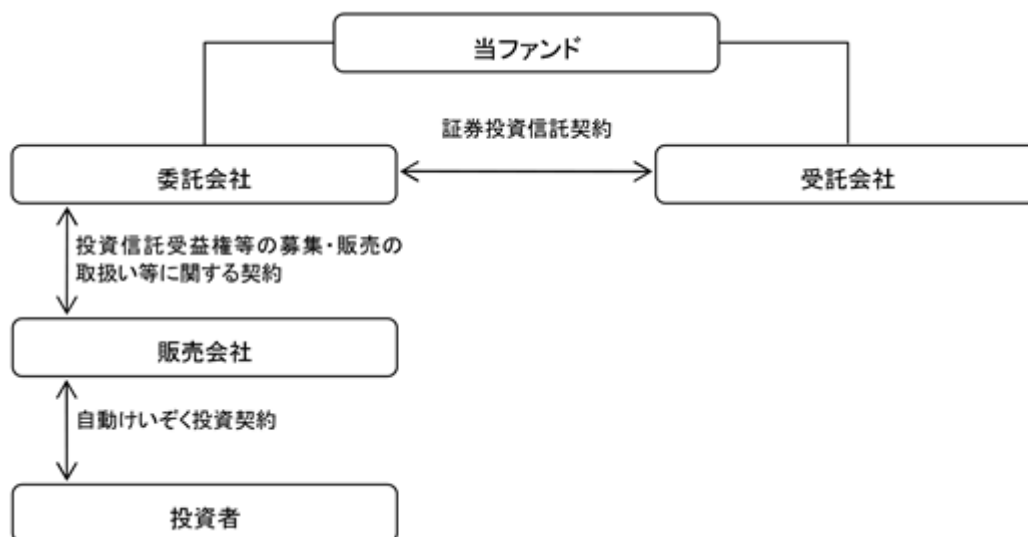 当ファンド
証券投資信託契約
委託会社
受託会社
投資信託受益権等の募集・販売の
取扱い等に関する契約
販売会社
自動けいぞく投資契約
投資者